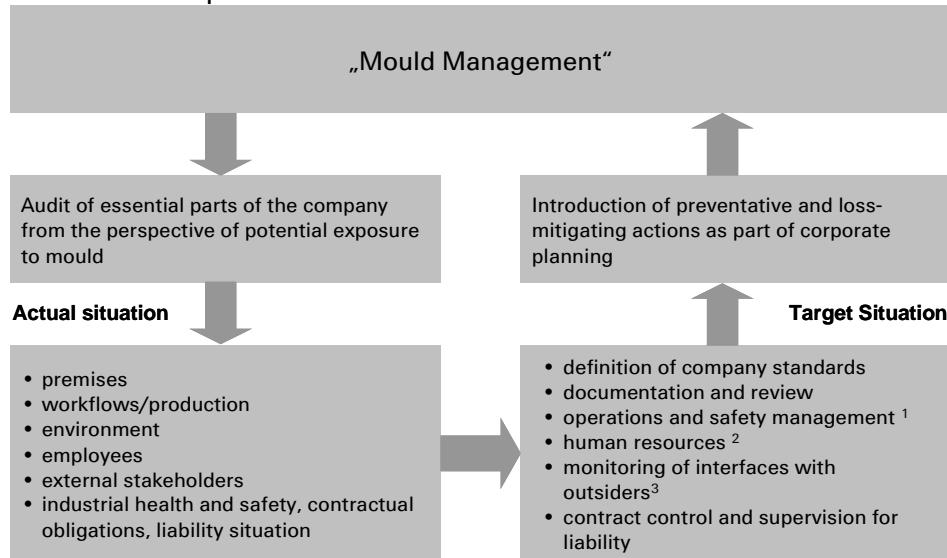 „Mould Management“
Audit of essential parts of the company
from the perspective of potential exposure
to mould
Introduction of preventative and loss-
mitigating actions as part of corporate
planning
Actual situation
Target Situation
• premises
• workflows/production
• environment
• employees
• external stakeholders
• industrial health and safety, contractual
obligations, liability situation
• definition of company standards
• documentation and review
• operations and safety management ¹
• human resources ²
• monitoring of interfaces with
outsiders³
• contract control and supervision for
liability